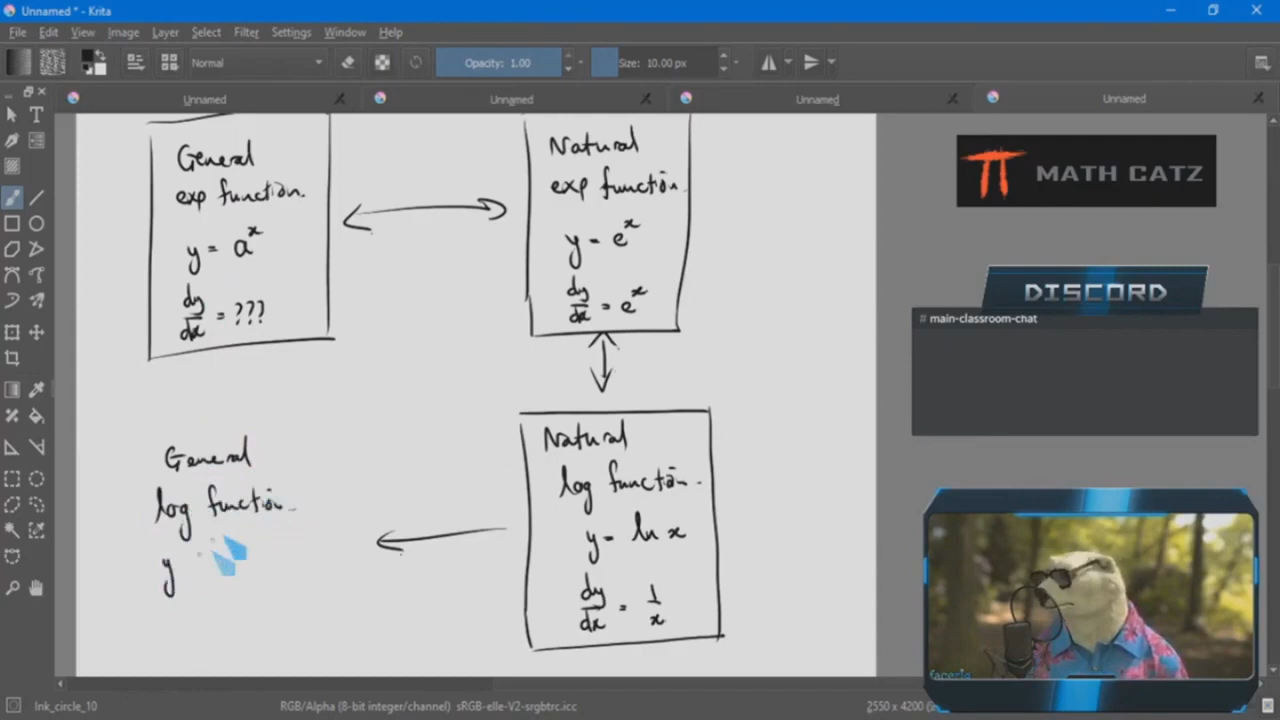 Unnamed * - Krita
File Edit View Image Layer Select Filter Settings Window Help
Normal Opacity: 1.00 Size: 10.00 px
Unnamed Unnamed Unnamed Unnamed
General
exp function.
y = a^x
dy/dx = ???
Natural
exp function.
y = e^x
dy/dx = e^x
General
log function.
y
Natural
log function.
y = ln x
dy/dx = 1/x
MATH CATZ
DISCORD
# main-classroom-chat
facerig
Ink_circle_10 RGB/Alpha (8-bit integer/channel) sRGB-elle-V2-srgbtrc.icc 2550 x 4200